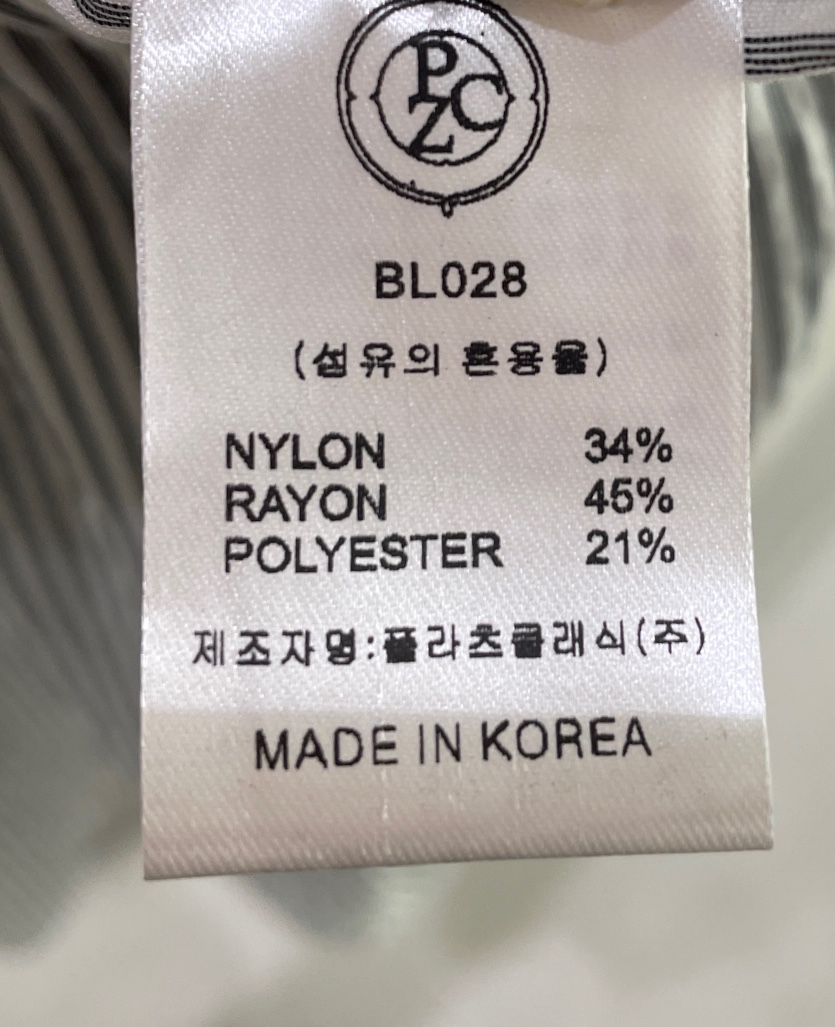 PZC
BL028
(섬유의 혼용율)
NYLON 34%
RAYON 45%
POLYESTER 21%
제조자명:플라츠클래식(주)
MADE IN KOREA